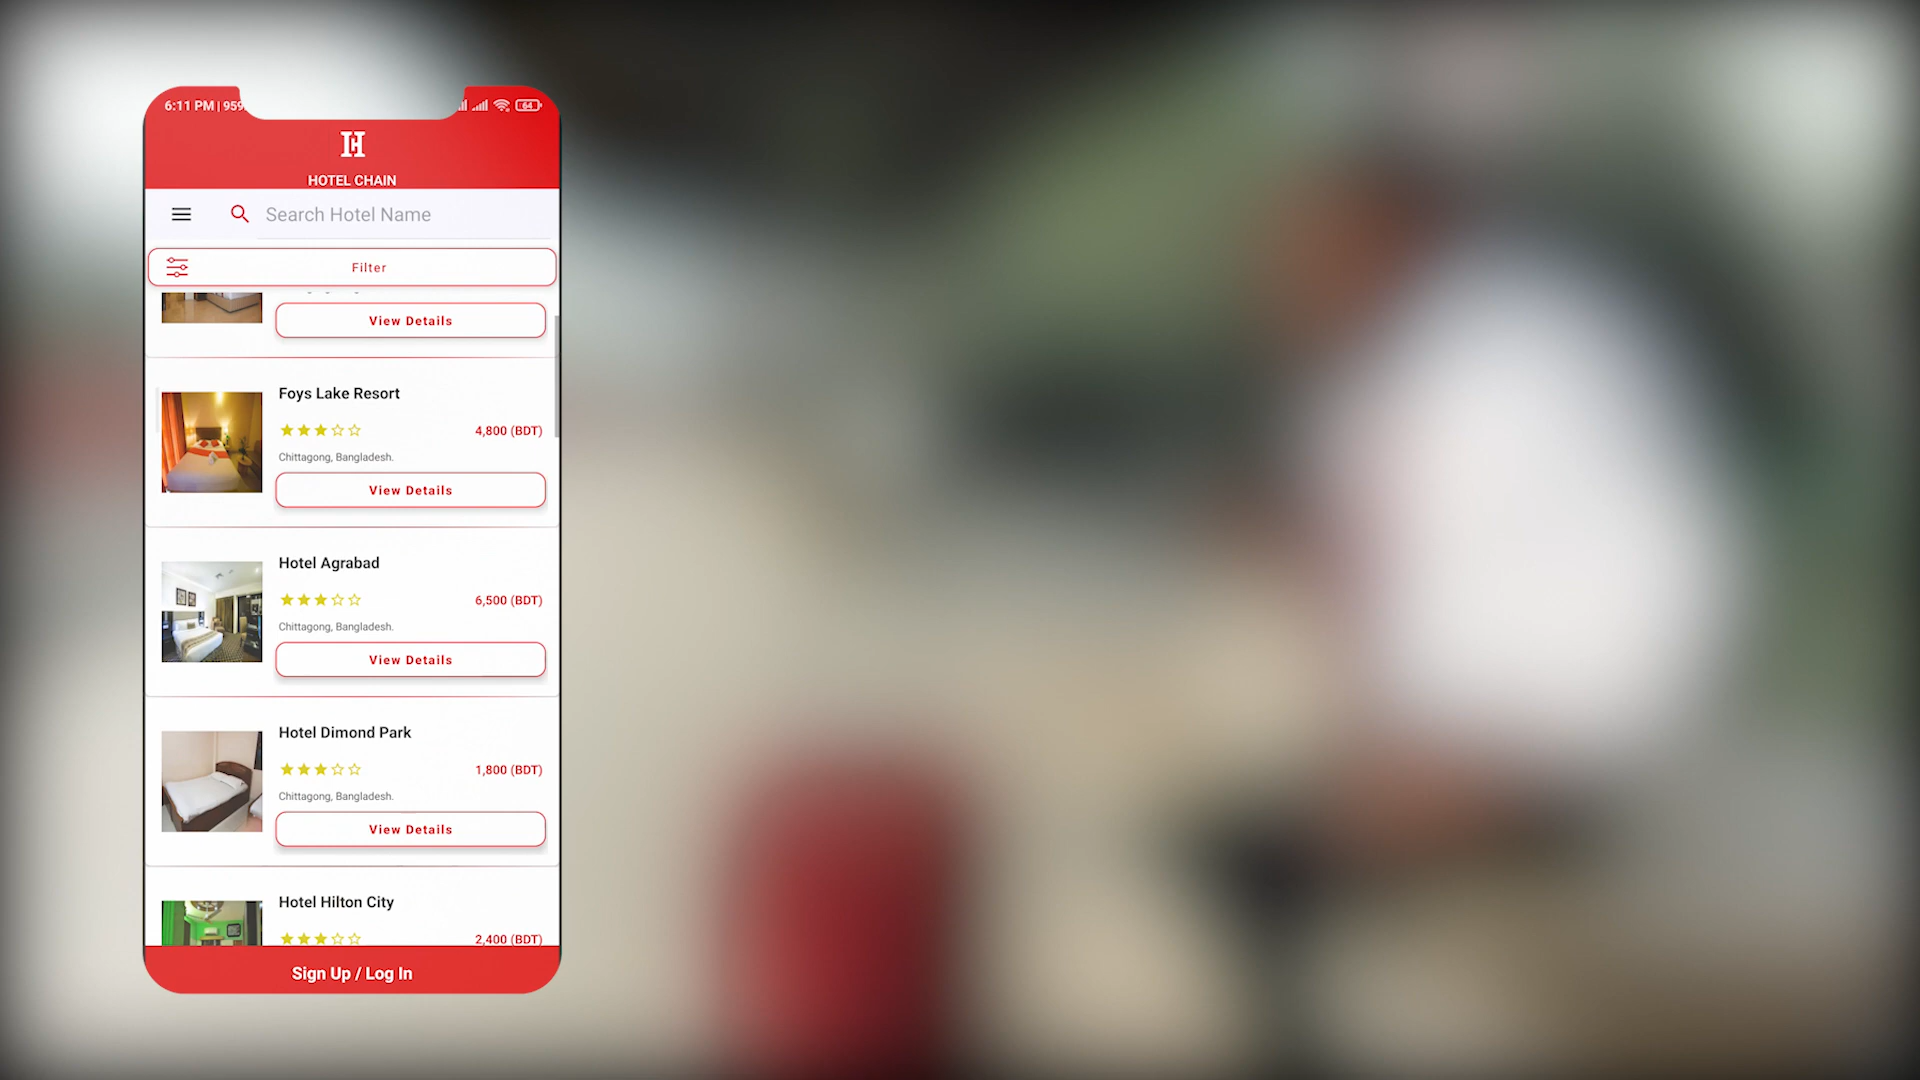 6:11 PM | 959
64
HOTEL CHAIN
Search Hotel Name
Filter
View Details
Foys Lake Resort
4,800 (BDT)
Chittagong, Bangladesh.
View Details
Hotel Agrabad
6,500 (BDT)
Chittagong, Bangladesh.
View Details
Hotel Dimond Park
1,800 (BDT)
Chittagong, Bangladesh.
View Details
Hotel Hilton City
2,400 (BDT)
Sign Up / Log In